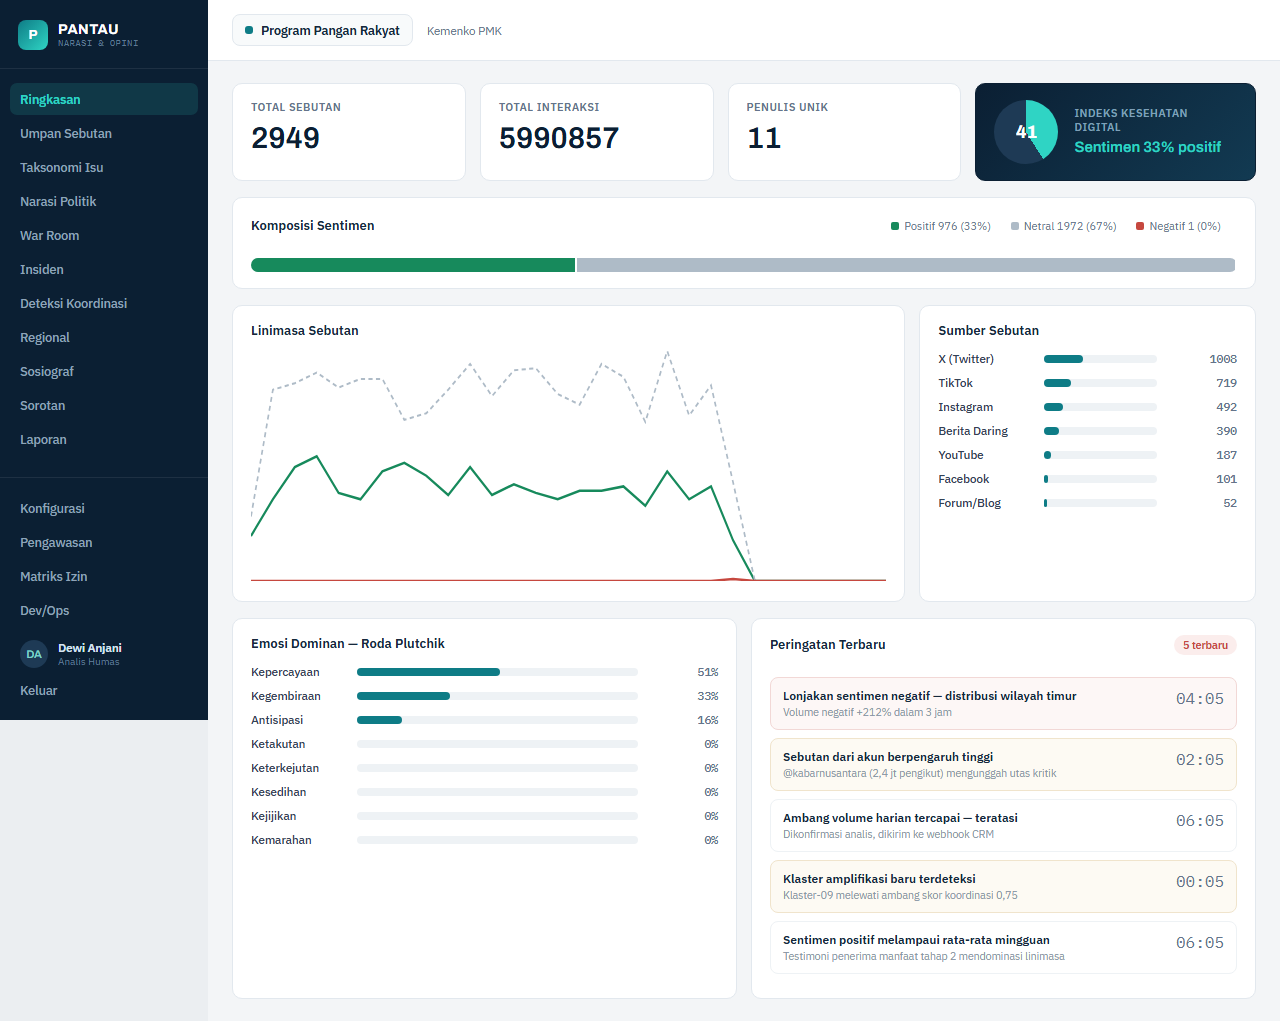 P
PANTAU
NARASI & OPINI
Ringkasan
Umpan Sebutan
Taksonomi Isu
Narasi Politik
War Room
Insiden
Deteksi Koordinasi
Regional
Sosiograf
Sorotan
Laporan
Konfigurasi
Pengawasan
Matriks Izin
Dev/Ops
DA
Dewi Anjani
Analis Humas
Keluar
Program Pangan Rakyat
Kemenko PMK
TOTAL SEBUTAN
2949
TOTAL INTERAKSI
5990857
PENULIS UNIK
11
41
INDEKS KESEHATAN
DIGITAL
Sentimen 33% positif
Komposisi Sentimen
Positif 976 (33%)
Netral 1972 (67%)
Negatif 1 (0%)
Linimasa Sebutan
Sumber Sebutan
X (Twitter) 1008
TikTok 719
Instagram 492
Berita Daring 390
YouTube 187
Facebook 101
Forum/Blog 52
Emosi Dominan — Roda Plutchik
Kepercayaan 51%
Kegembiraan 33%
Antisipasi 16%
Ketakutan 0%
Keterkejutan 0%
Kesedihan 0%
Kejijikan 0%
Kemarahan 0%
Peringatan Terbaru
5 terbaru
Lonjakan sentimen negatif — distribusi wilayah timur
Volume negatif +212% dalam 3 jam
04:05
Sebutan dari akun berpengaruh tinggi
@kabarnusantara (2,4 jt pengikut) mengunggah utas kritik
02:05
Ambang volume harian tercapai — teratasi
Dikonfirmasi analis, dikirim ke webhook CRM
06:05
Klaster amplifikasi baru terdeteksi
Klaster-09 melewati ambang skor koordinasi 0,75
00:05
Sentimen positif melampaui rata-rata mingguan
Testimoni penerima manfaat tahap 2 mendominasi linimasa
06:05